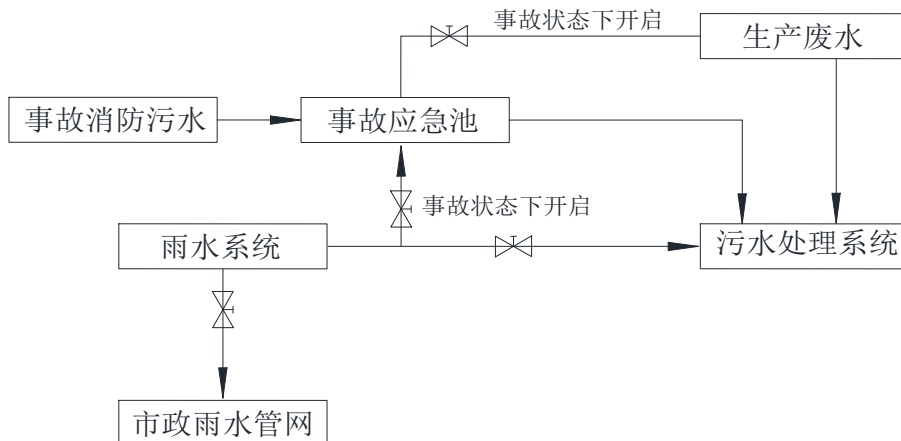 事故状态下开启
生产废水
事故消防污水
事故应急池
事故状态下开启
雨水系统
污水处理系统
市政雨水管网